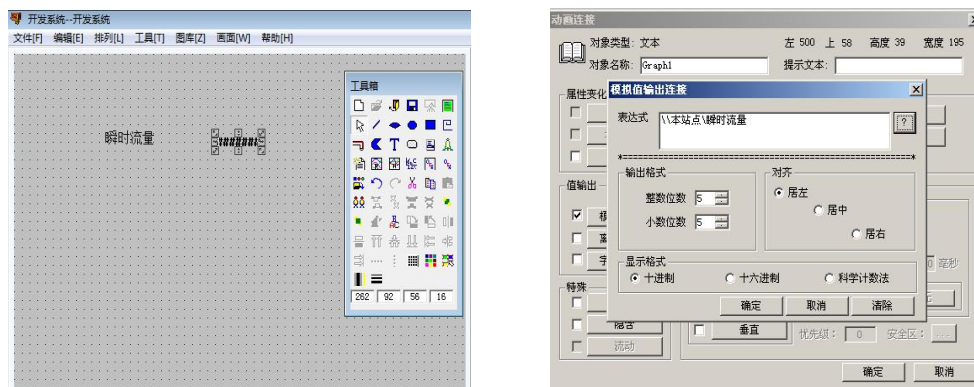 开发系统--开发系统
文件[F] 编辑[E] 排列[L] 工具[T] 图库[Z] 画面[W] 帮助[H]
工具箱
瞬时流量
#######
262 92 56 16
动画连接
对象类型: 文本 左 500 上 58 高度 39 宽度 195
对象名称: Graph1 提示文本:
属性变化
模拟值输出连接
表达式 \\本站点\瞬时流量 ?
输出格式
整数位数 5
小数位数 5
对齐
居左
居中
居右
显示格式
十进制 十六进制 科学计数法
确定 取消 清除
值输出
模
离
字
毫秒
特殊
隐含
流动
垂直
优先级: 0 安全区: ...
确定 取消